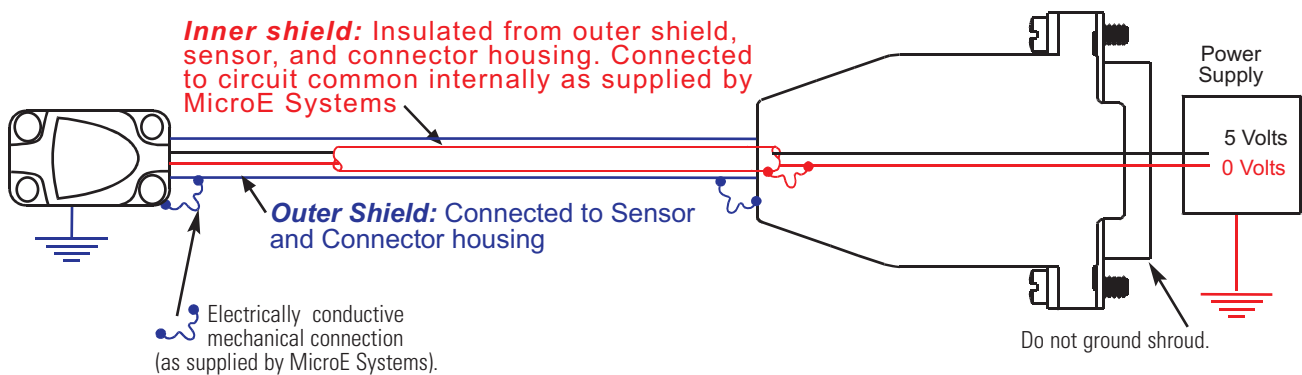 Inner shield: Insulated from outer shield,
sensor, and connector housing. Connected
to circuit common internally as supplied by
MicroE Systems
Power
Supply
5 Volts
0 Volts
Outer Shield: Connected to Sensor
and Connector housing
Electrically conductive
mechanical connection
(as supplied by MicroE Systems).
Do not ground shroud.